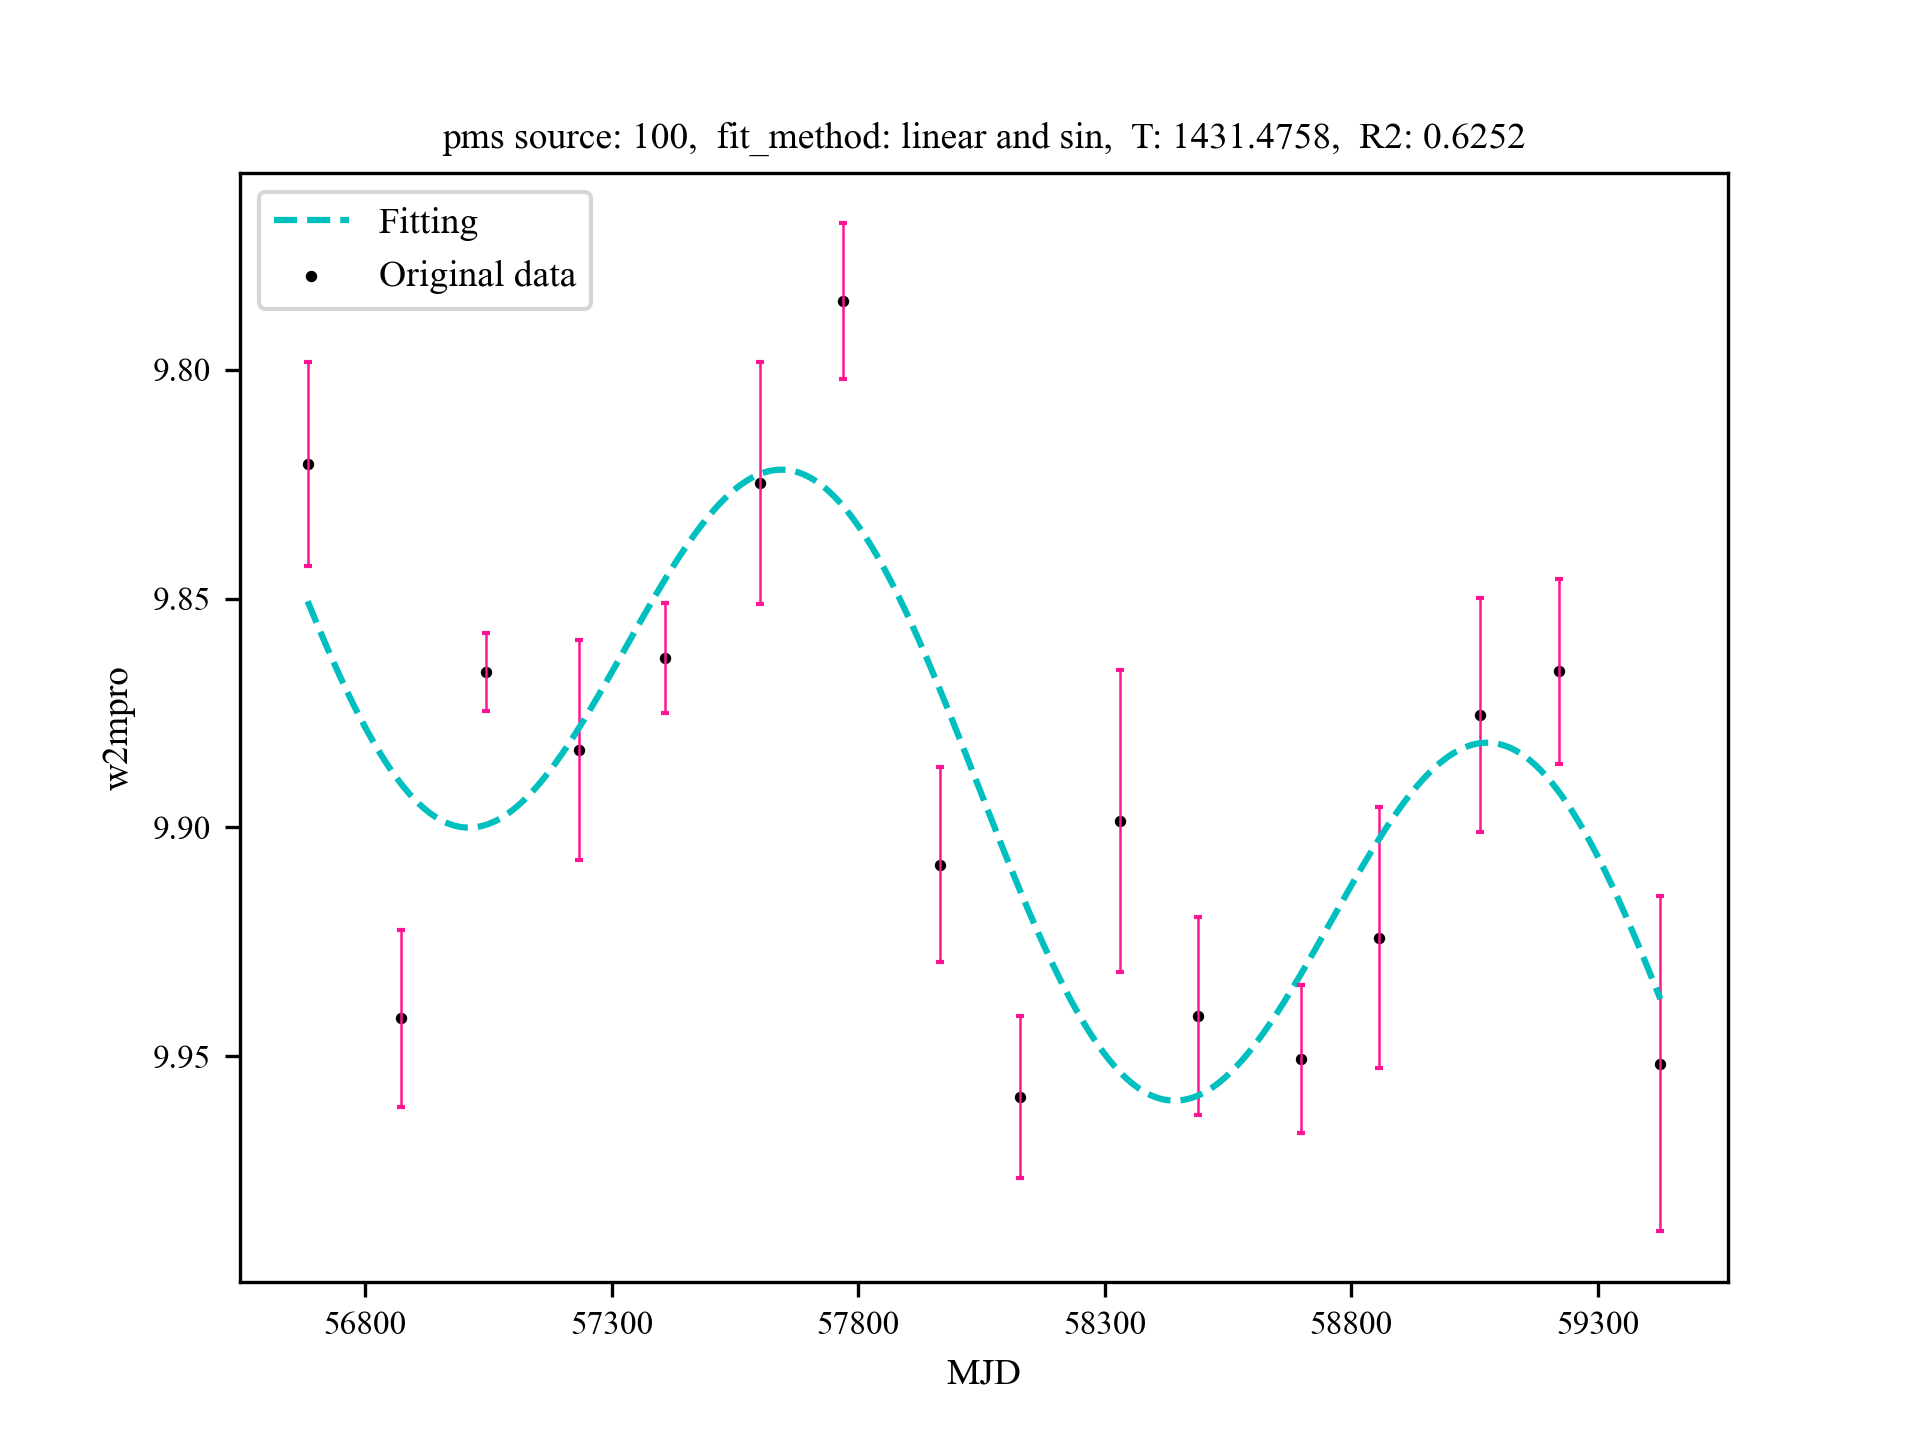 pms source: 100, fit_method: linear and sin, T: 1431.4758, R2: 0.6252
Fitting
Original data
9.80
9.85
9.90
9.95
w2mpro
56800 57300 57800 58300 58800 59300
MJD